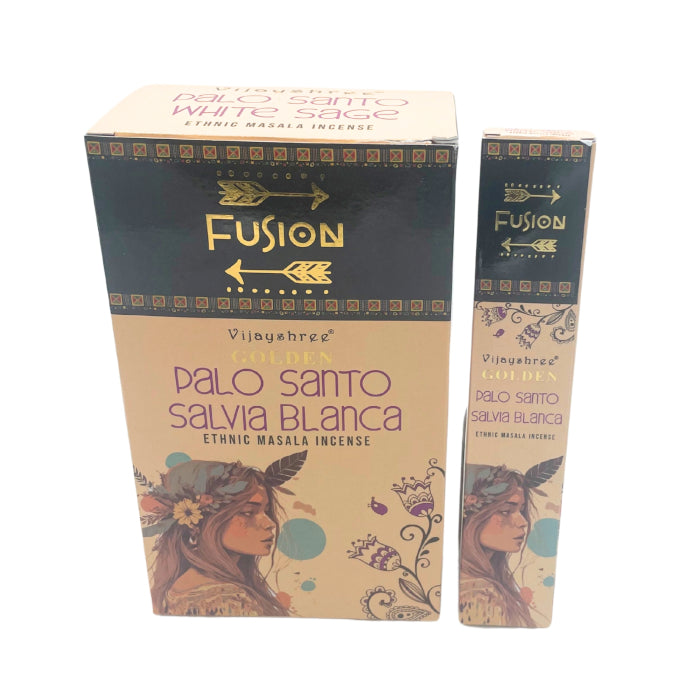 Vijayshree®
Palo Santo
White Sage
ETHNIC MASALA INCENSE
FUSION
Vijayshree®
GOLDEN
Palo Santo
Salvia Blanca
ETHNIC MASALA INCENSE
FUSION
Vijayshree®
GOLDEN
Palo Santo
Salvia Blanca
ETHNIC MASALA INCENSE